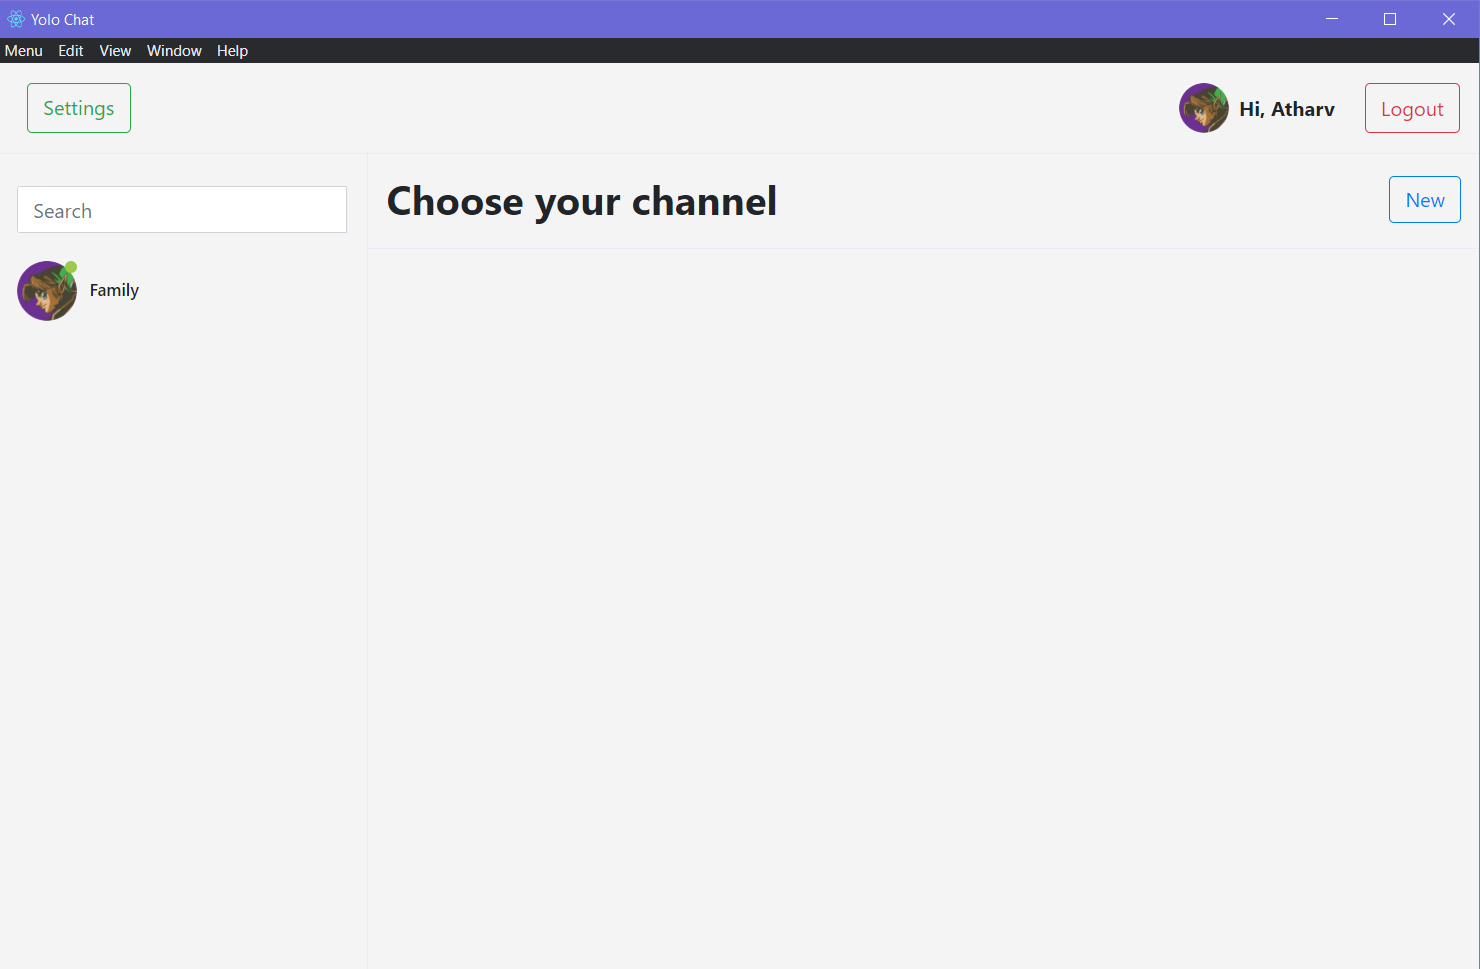 Yolo Chat
Menu Edit View Window Help
Settings
Hi, Atharv
Logout
Search
Choose your channel
New
Family